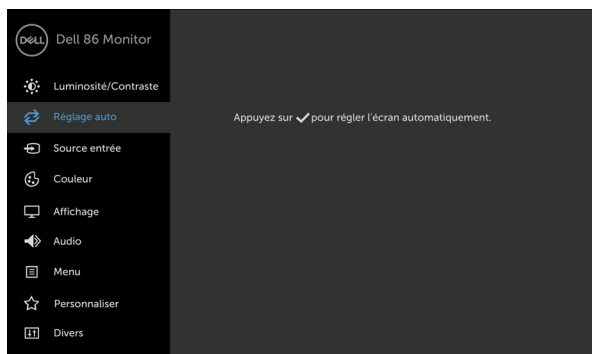 DELL Dell 86 Monitor
Luminosité/Contraste
Réglage auto
Appuyez sur ✓ pour régler l'écran automatiquement.
Source entrée
Couleur
Affichage
Audio
Menu
Personnaliser
Divers